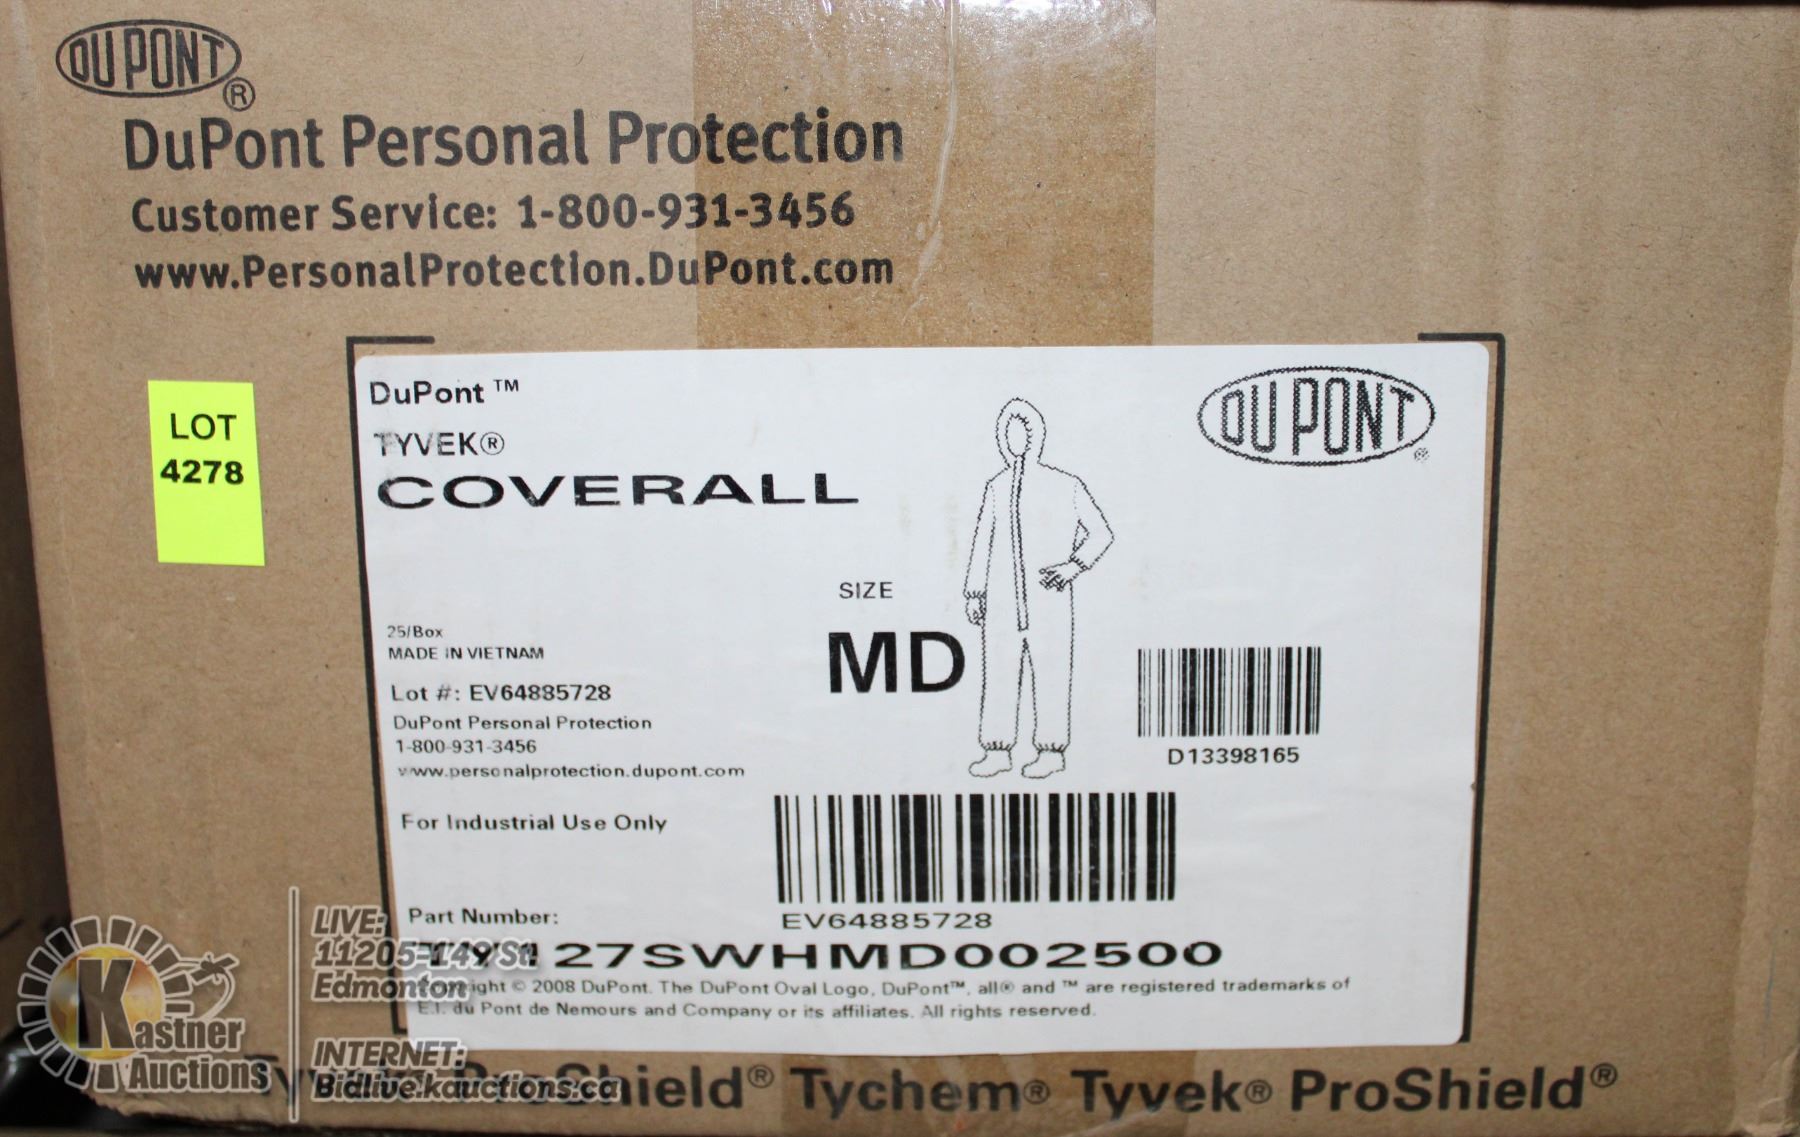 DU PONT
®
DuPont Personal Protection
Customer Service: 1-800-931-3456
www.PersonalProtection.DuPont.com
LOT
4278
DuPont ™
TYVEK®
COVERALL
DU PONT
®
SIZE
MD
25/Box
MADE IN VIETNAM
Lot #: EV64885728
DuPont Personal Protection
1-800-931-3456
www.personalprotection.dupont.com
For Industrial Use Only
D13398165
EV64885728
Part Number:
127SWHMD002500
Copyright © 2008 DuPont. The DuPont Oval Logo, DuPont™, all® and ™ are registered trademarks of
E.I. du Pont de Nemours and Company or its affiliates. All rights reserved.
ProShield® Tychem® Tyvek® ProShield®
Kastner
Auctions
LIVE:
11205-149 St.
Edmonton
INTERNET:
Bidlive.kauctions.ca